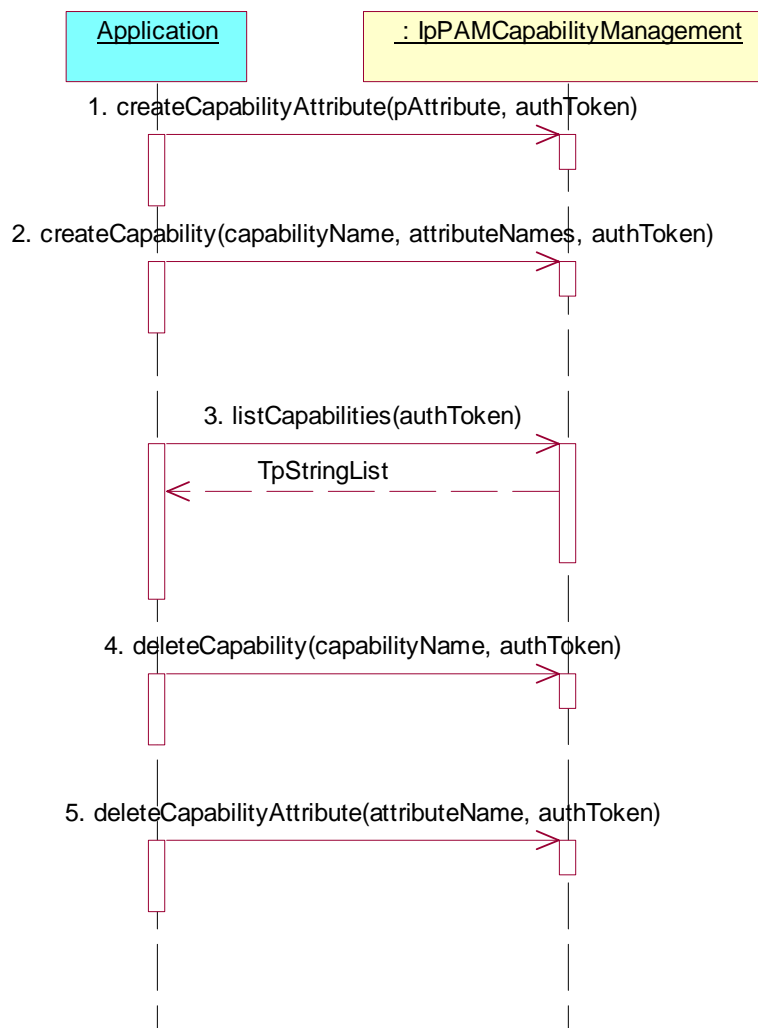 Application
: IpPAMCapabilityManagement
1. createCapabilityAttribute(pAttribute, authToken)
2. createCapability(capabilityName, attributeNames, authToken)
3. listCapabilities(authToken)
TpStringList
4. deleteCapability(capabilityName, authToken)
5. deleteCapabilityAttribute(attributeName, authToken)